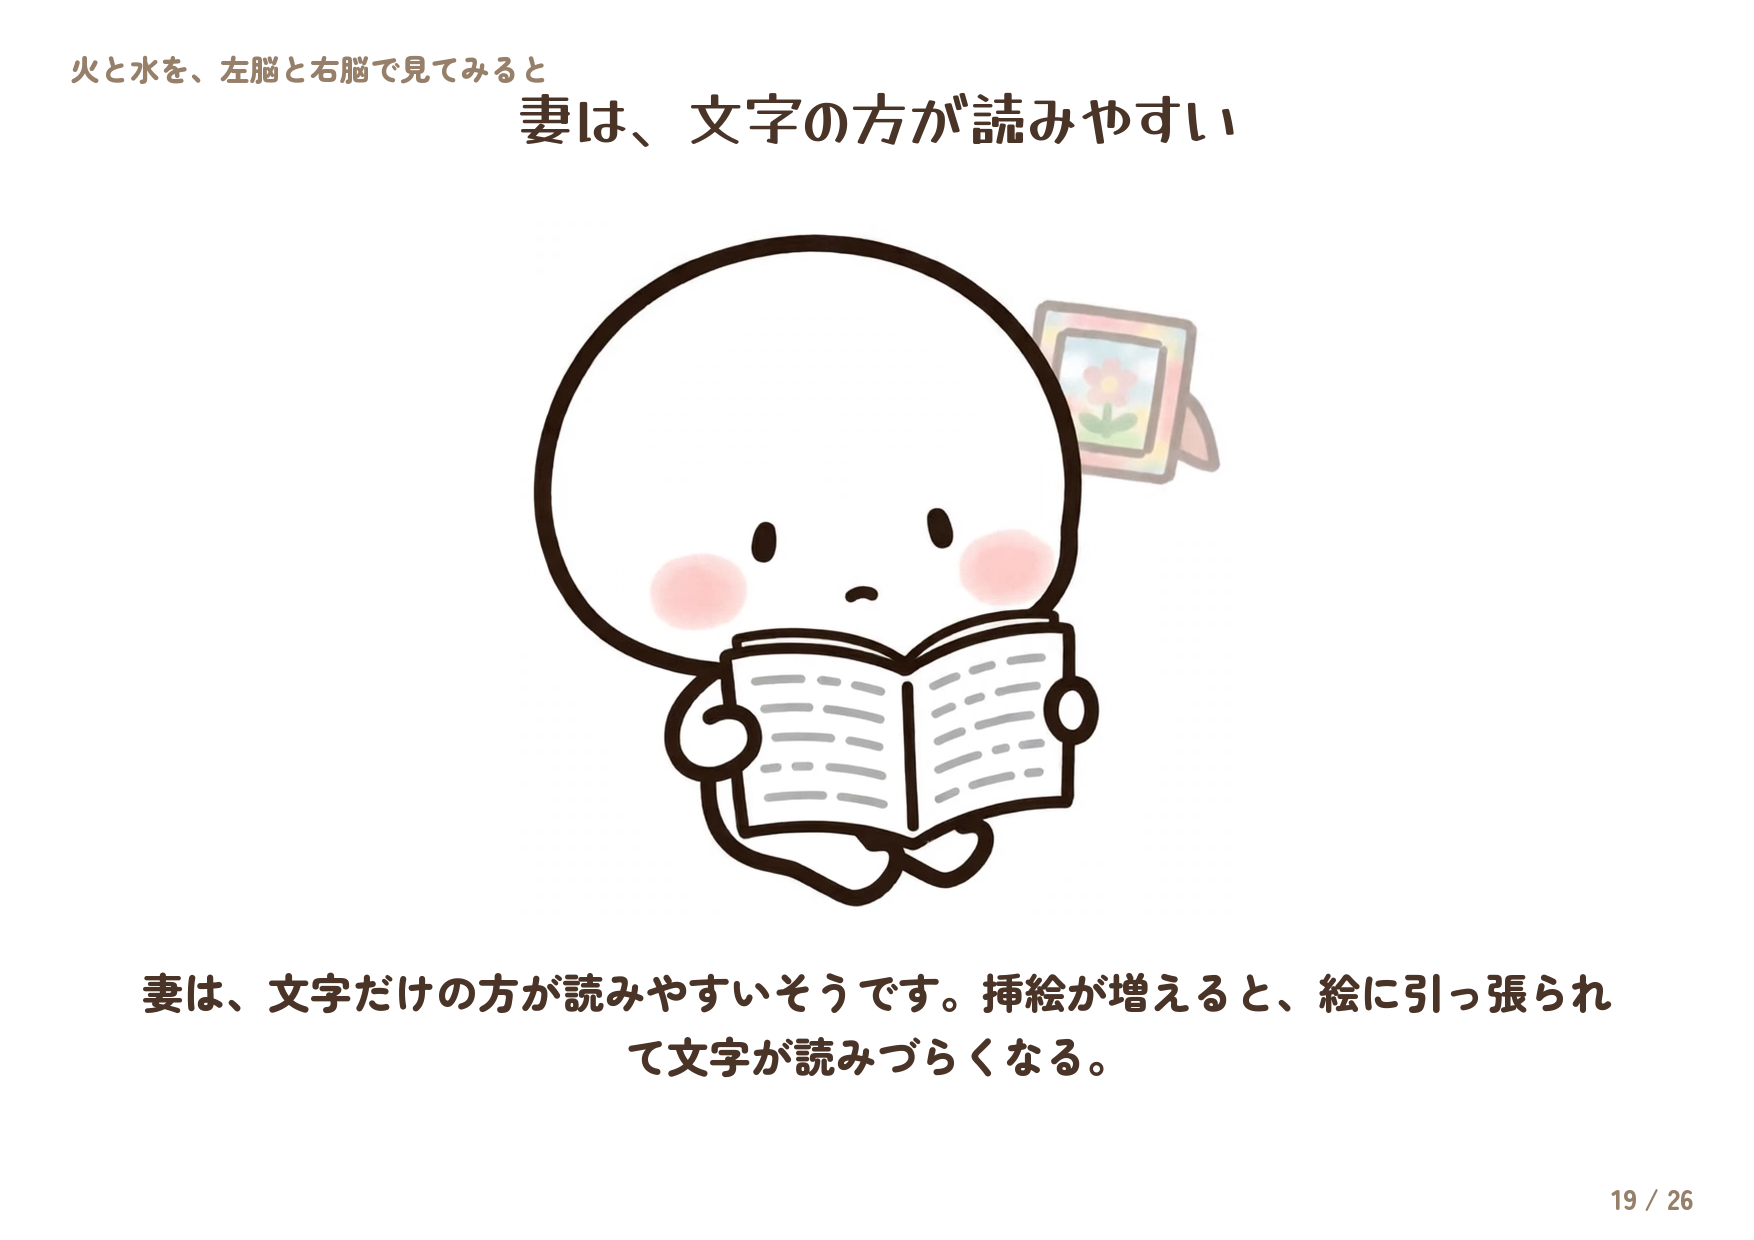 火と水を、左脳と右脳で見てみると
妻は、文字の方が読みやすい
妻は、文字だけの方が読みやすいそうです。挿絵が増えると、絵に引っ張られ
て文字が読みづらくなる。
19 / 26